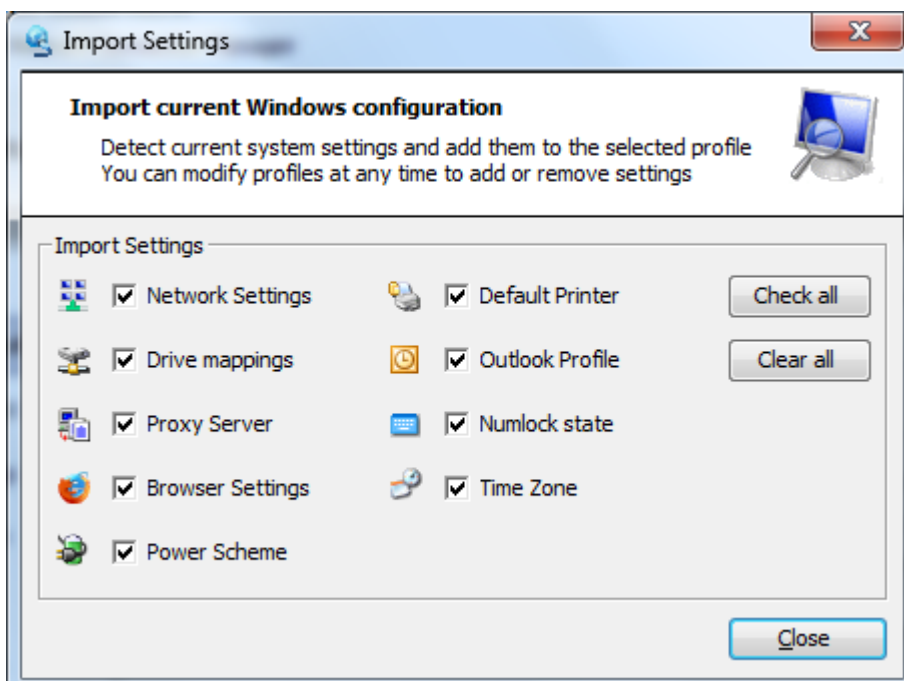 Import Settings
Import current Windows configuration
Detect current system settings and add them to the selected profile
You can modify profiles at any time to add or remove settings
Import Settings
Network Settings
Default Printer
Check all
Drive mappings
Outlook Profile
Clear all
Proxy Server
Numlock state
Browser Settings
Time Zone
Power Scheme
Close